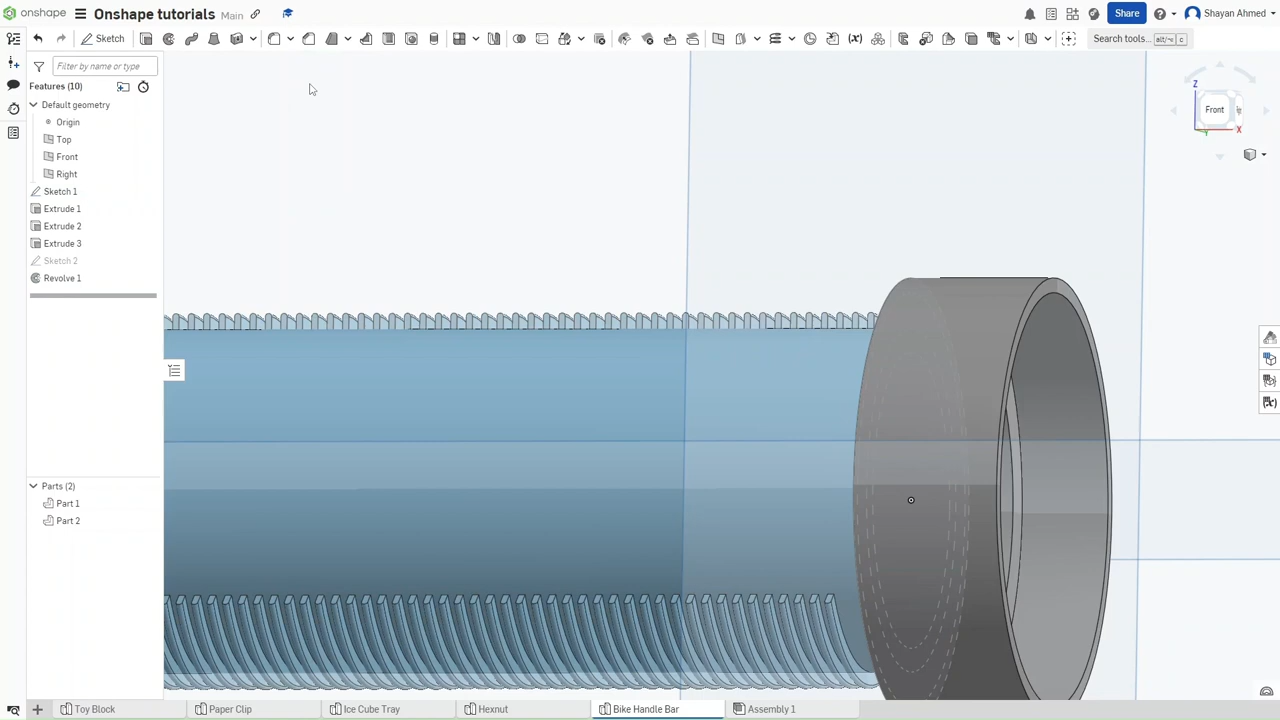 onshape Onshape tutorials Main Share Shayan Ahmed
Sketch Search tools... alt/⌥ c
Filter by name or type
Features (10)
Default geometry
Origin
Top
Front
Right
Sketch 1
Extrude 1
Extrude 2
Extrude 3
Sketch 2
Revolve 1
Parts (2)
Part 1
Part 2
Z
Front
X
Toy Block Paper Clip Ice Cube Tray Hexnut Bike Handle Bar Assembly 1